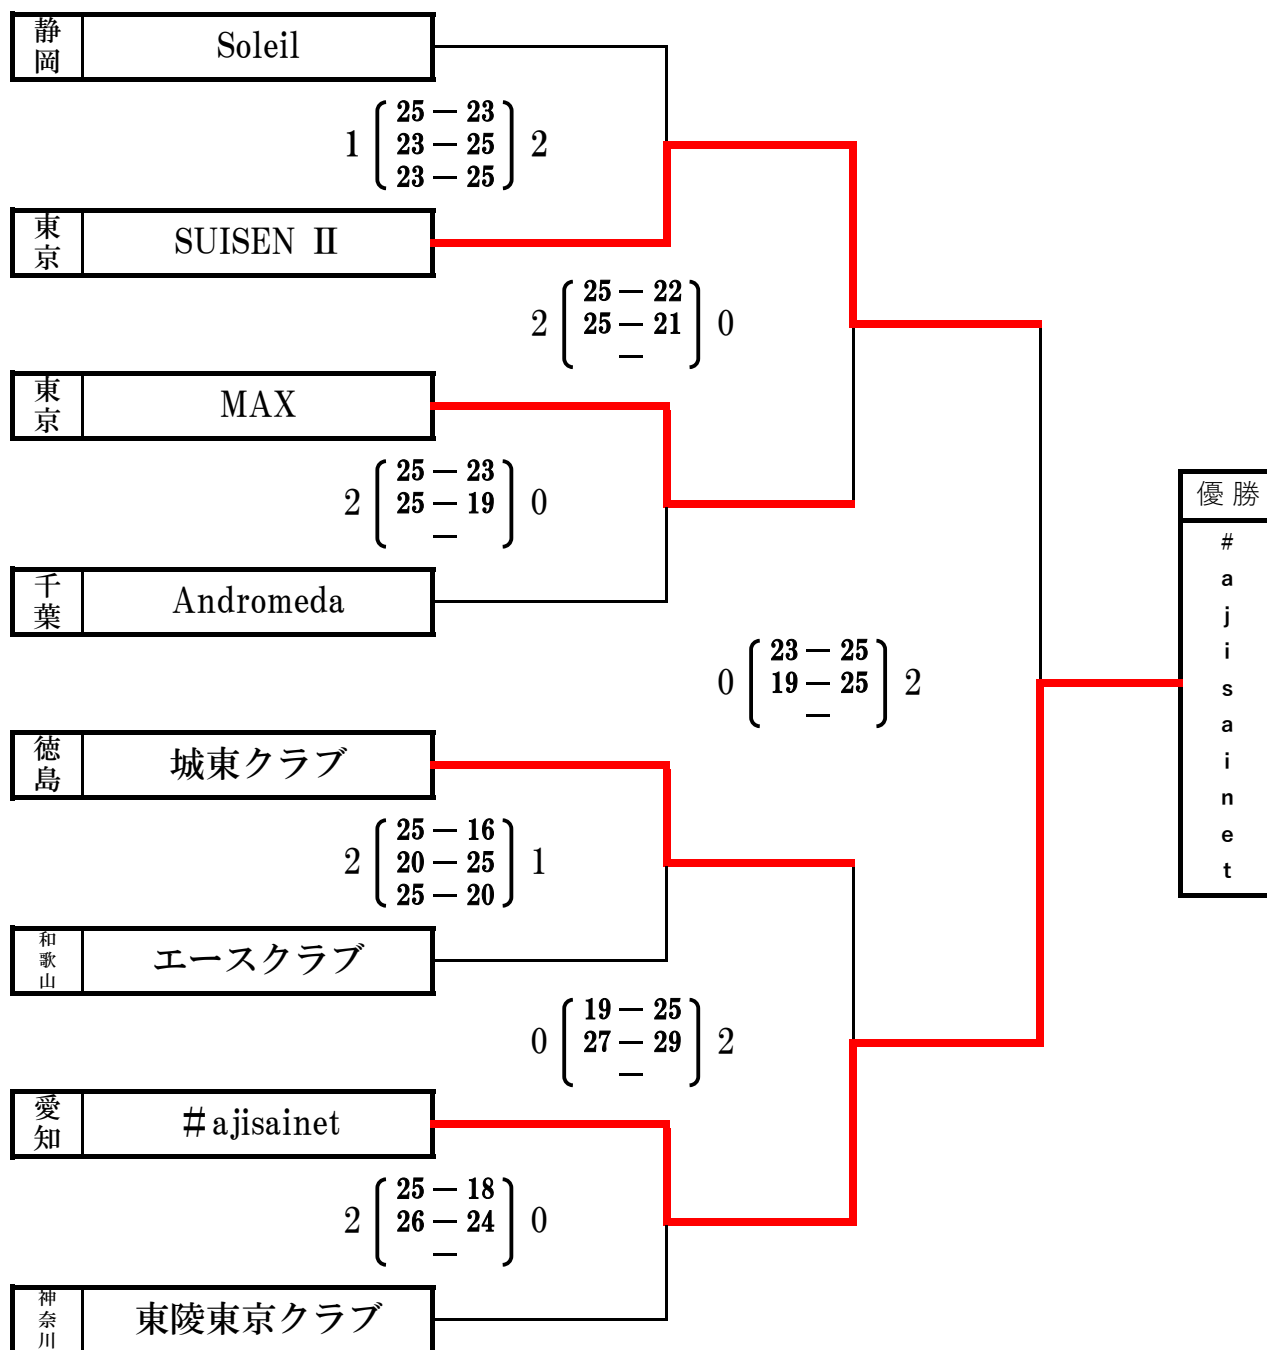 静岡 Soleil
1 25 — 23 2
23 — 25
23 — 25
東京 SUISEN Ⅱ
2 25 — 22 0
25 — 21
—
東京 MAX
2 25 — 23 0
25 — 19
—
千葉 Andromeda
優勝
#ajisainet
0 23 — 25 2
19 — 25
—
徳島 城東クラブ
2 25 — 16 1
20 — 25
25 — 20
和歌山 エースクラブ
0 19 — 25 2
27 — 29
—
愛知 #ajisainet
2 25 — 18 0
26 — 24
—
神奈川 東陵東京クラブ